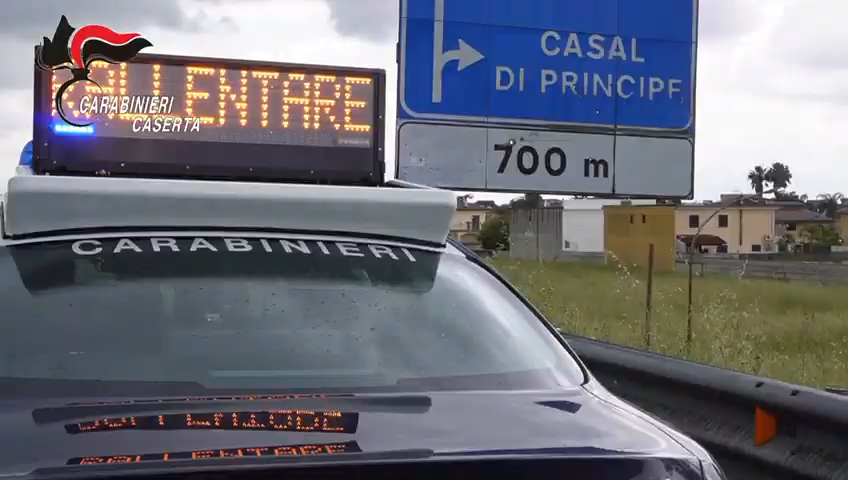 RALLENTARE
CARABINIERI
CASERTA
CASAL
DI PRINCIPE
700 m
CARABINIERI